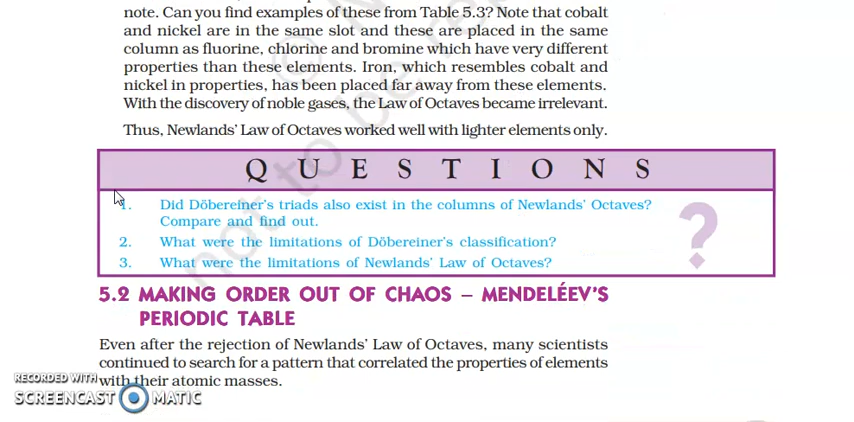 note. Can you find examples of these from Table 5.3? Note that cobalt
and nickel are in the same slot and these are placed in the same
column as fluorine, chlorine and bromine which have very different
properties than these elements. Iron, which resembles cobalt and
nickel in properties, has been placed far away from these elements.
With the discovery of noble gases, the Law of Octaves became irrelevant.
Thus, Newlands' Law of Octaves worked well with lighter elements only.
QUESTIONS
1. Did Döbereiner's triads also exist in the columns of Newlands' Octaves?
Compare and find out.
2. What were the limitations of Döbereiner's classification?
3. What were the limitations of Newlands' Law of Octaves?
?
5.2 MAKING ORDER OUT OF CHAOS – MENDELÉEV'S
PERIODIC TABLE
Even after the rejection of Newlands' Law of Octaves, many scientists
continued to search for a pattern that correlated the properties of elements
with their atomic masses.
RECORDED WITH
SCREENCAST MATIC
not to be
©